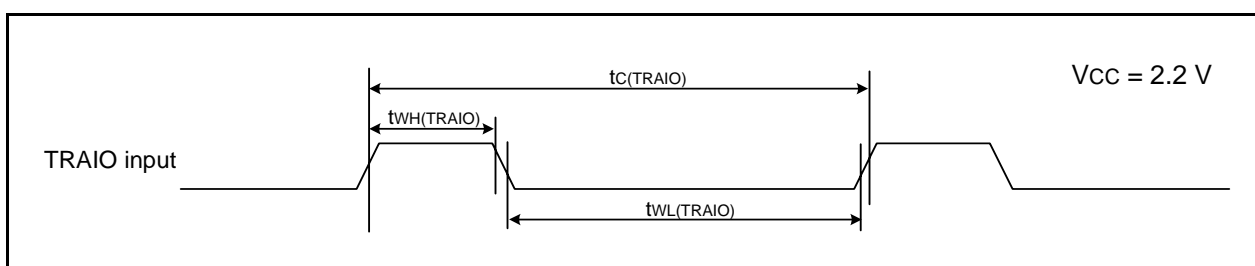 tC(TRAIO)
VCC = 2.2 V
tWH(TRAIO)
TRAIO input
tWL(TRAIO)